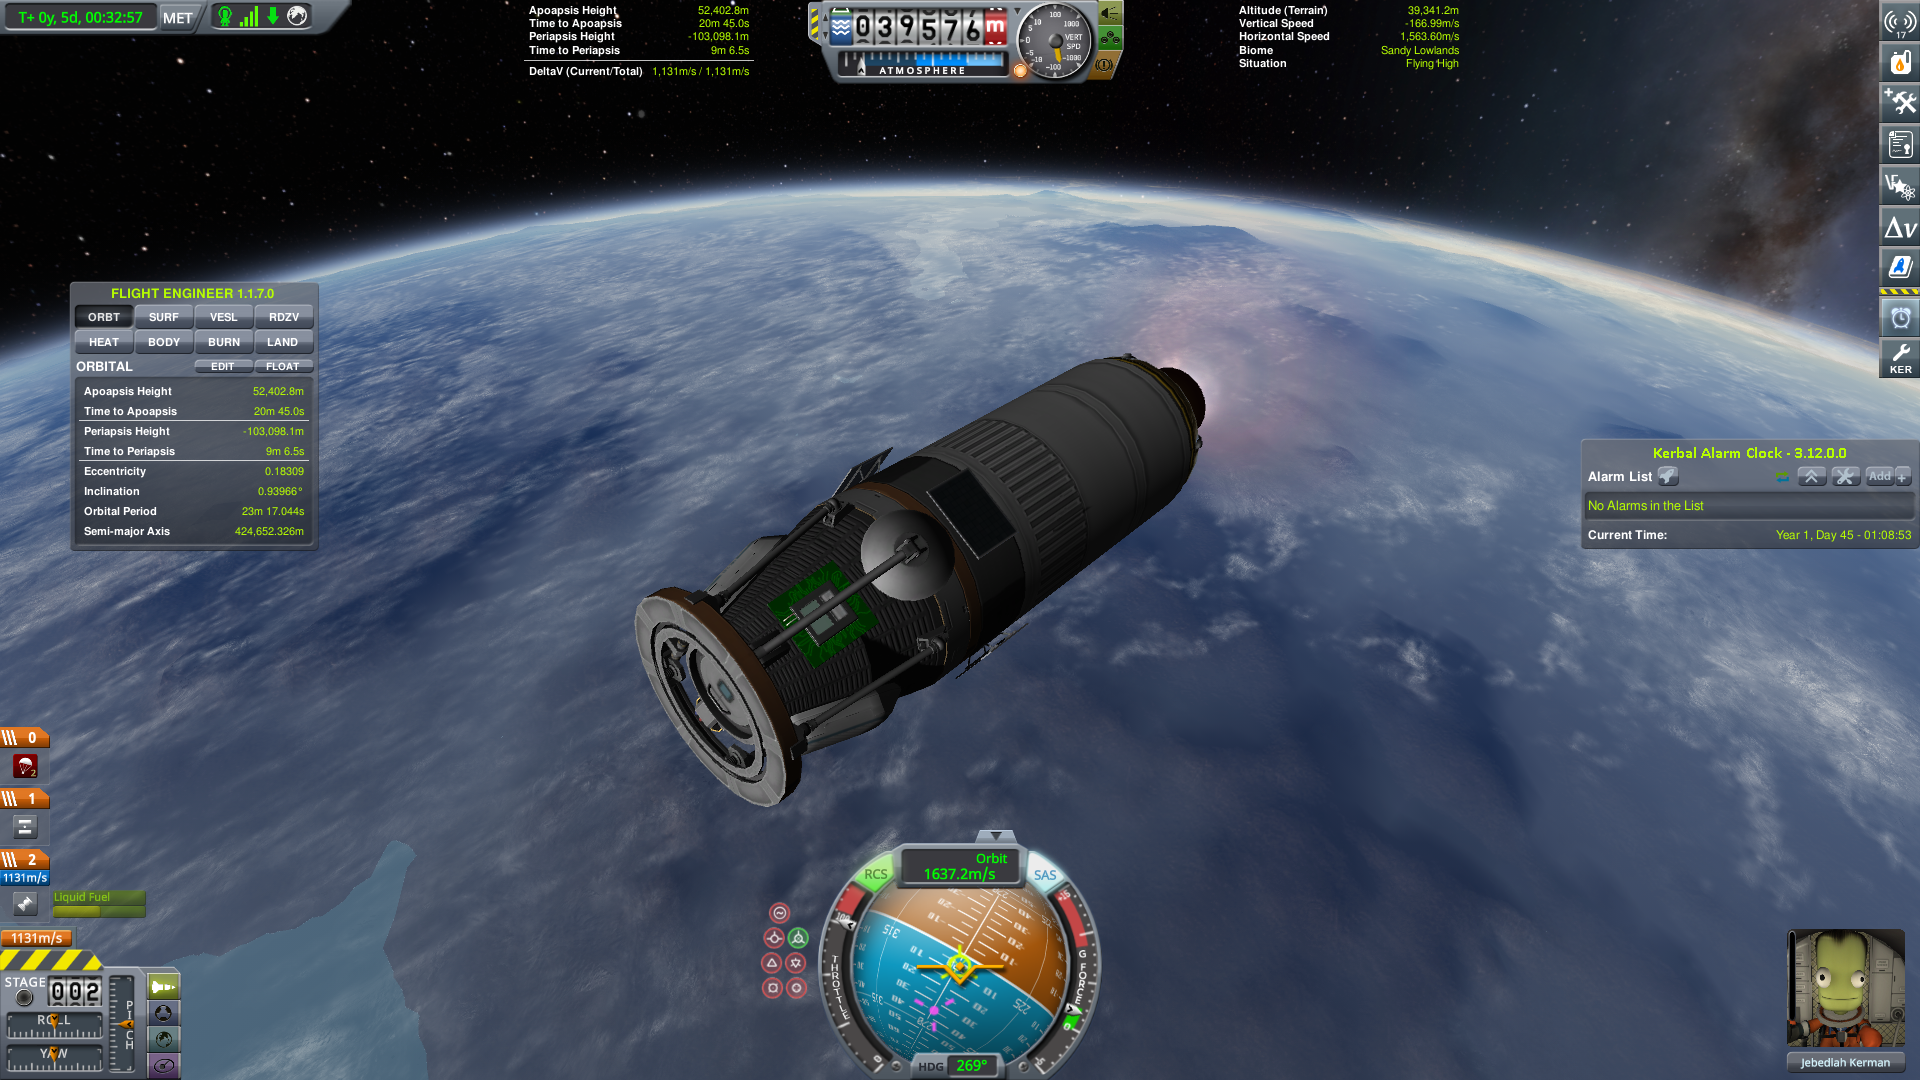 T+ 0y, 5d, 00:32:57 MET
Apoapsis Height 52,402.8m
Time to Apoapsis 20m 45.0s
Periapsis Height -103,098.1m
Time to Periapsis 9m 6.5s
DeltaV (Current/Total) 1,131m/s / 1,131m/s
039576 m
ATMOSPHERE
VERT SPD
Altitude (Terrain) 39,341.2m
Vertical Speed -166.99m/s
Horizontal Speed 1,563.60m/s
Biome Sandy Lowlands
Situation Flying High
17
Δv
KER
FLIGHT ENGINEER 1.1.7.0
ORBT SURF VESL RDZV
HEAT BODY BURN LAND
ORBITAL EDIT FLOAT
Apoapsis Height 52,402.8m
Time to Apoapsis 20m 45.0s
Periapsis Height -103,098.1m
Time to Periapsis 9m 6.5s
Eccentricity 0.18309
Inclination 0.93966°
Orbital Period 23m 17.044s
Semi-major Axis 424,652.326m
Kerbal Alarm Clock - 3.12.0.0
Alarm List Add +
No Alarms in the List
Current Time: Year 1, Day 45 - 01:08:53
0
2
1
2
1131m/s
Liquid Fuel
1131m/s
STAGE 002
ROLL
YAW
PITCH
Orbit
1637.2m/s
RCS SAS
THROTTLE
G FORCE
HDG 269°
Jebediah Kerman